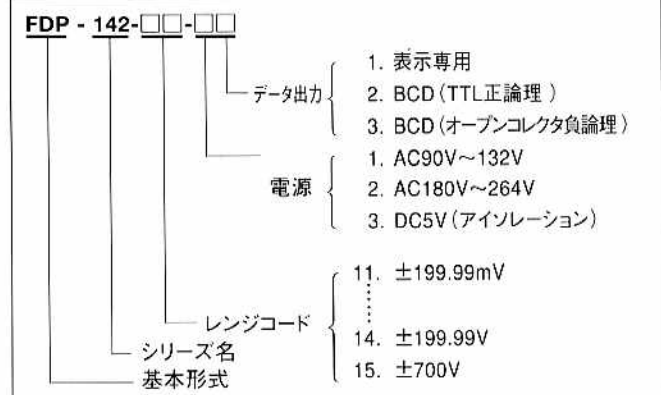 FDP - 142-□□-□□
データ出力
1. 表示専用
2. BCD(TTL正論理)
3. BCD(オープンコレクタ負論理)
電源
1. AC90V～132V
2. AC180V～264V
3. DC5V(アイソレーション)
レンジコード
11. ±199.99mV
14. ±199.99V
15. ±700V
シリーズ名
基本形式